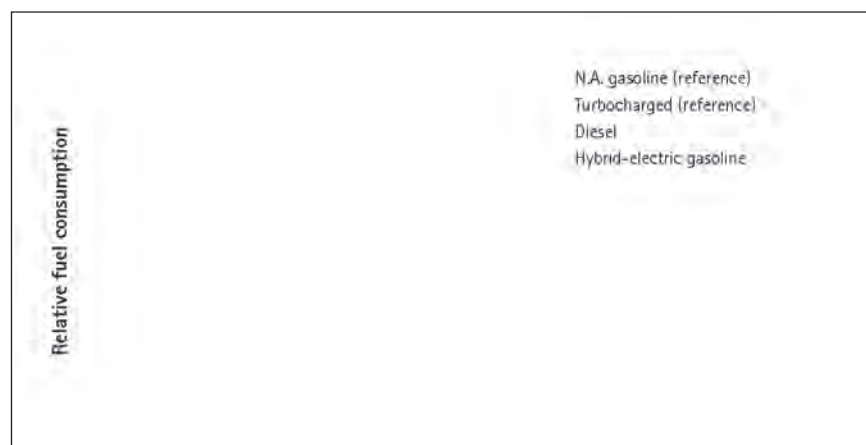 Relative fuel consumption
N.A. gasoline (reference)
Turbocharged (reference)
Diesel
Hybrid-electric gasoline